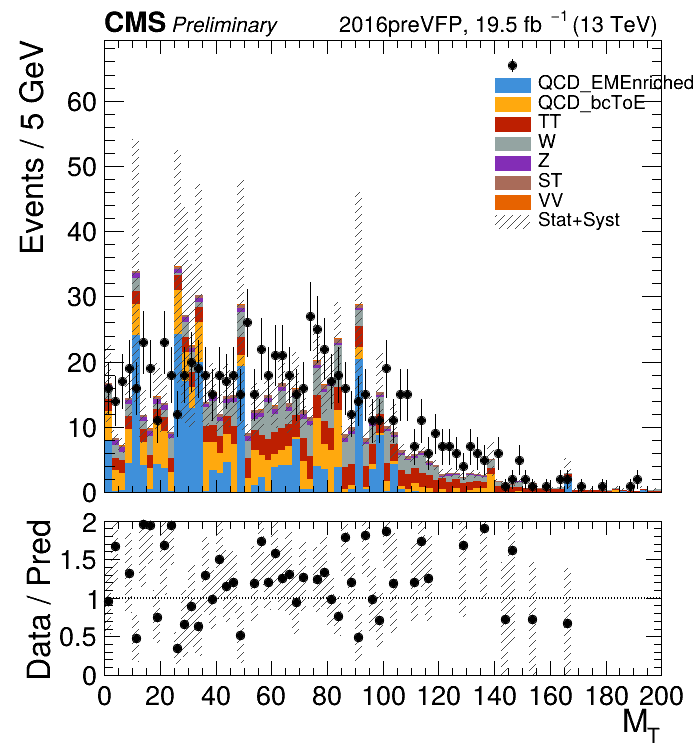 CMS Preliminary 2016preVFP, 19.5 fb⁻¹ (13 TeV)
Events / 5 GeV
60
50
40
30
20
10
0
QCD_EMEnriched
QCD_bcToE
TT
W
Z
ST
VV
Stat+Syst
Data / Pred
2
1.5
1
0.5
0
0 20 40 60 80 100 120 140 160 180 200
M_T